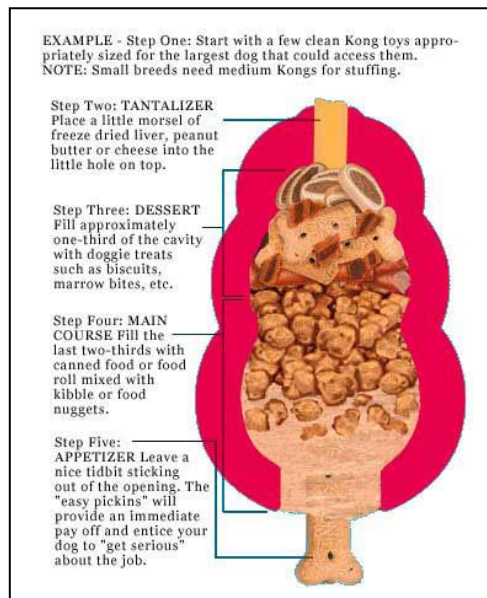 EXAMPLE - Step One: Start with a few clean Kong toys appro-
priately sized for the largest dog that could access them.
NOTE: Small breeds need medium Kongs for stuffing.
Step Two: TANTALIZER
Place a little morsel of
freeze dried liver, peanut
butter or cheese into the
little hole on top.
Step Three: DESSERT
Fill approximately
one-third of the cavity
with doggie treats
such as biscuits,
marrow bites, etc.
Step Four: MAIN
COURSE Fill the
last two-thirds with
canned food or food
roll mixed with
kibble or food
nuggets.
Step Five:
APPETIZER Leave a
nice tidbit sticking
out of the opening. The
"easy pickins" will
provide an immediate
pay off and entice your
dog to "get serious"
about the job.